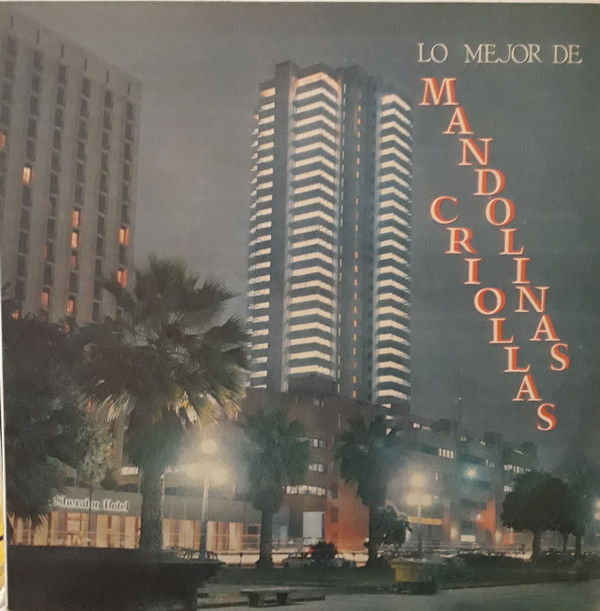 LO MEJOR DE
MANDOLINAS
CRIOLLAS
Sheraton Hotel